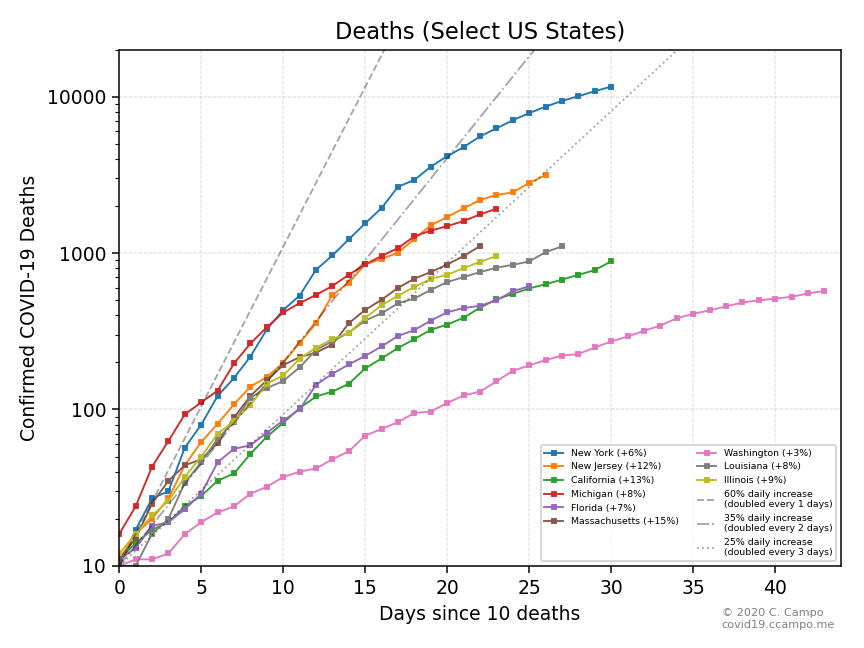 Deaths (Select US States)
Confirmed COVID-19 Deaths
10000
1000
100
10
0
5
10
15
20
25
30
35
40
Days since 10 deaths
New York (+6%)
New Jersey (+12%)
California (+13%)
Michigan (+8%)
Florida (+7%)
Massachusetts (+15%)
Washington (+3%)
Louisiana (+8%)
Illinois (+9%)
60% daily increase
(doubled every 1 days)
35% daily increase
(doubled every 2 days)
25% daily increase
(doubled every 3 days)
© 2020 C. Campo
covid19.ccampo.me